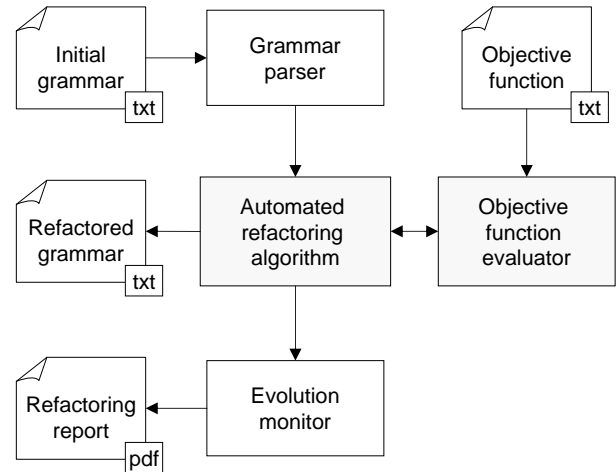 Initial
grammar
txt
Grammar
parser
Objective
function
txt
Refactored
grammar
txt
Automated
refactoring
algorithm
Objective
function
evaluator
Refactoring
report
pdf
Evolution
monitor